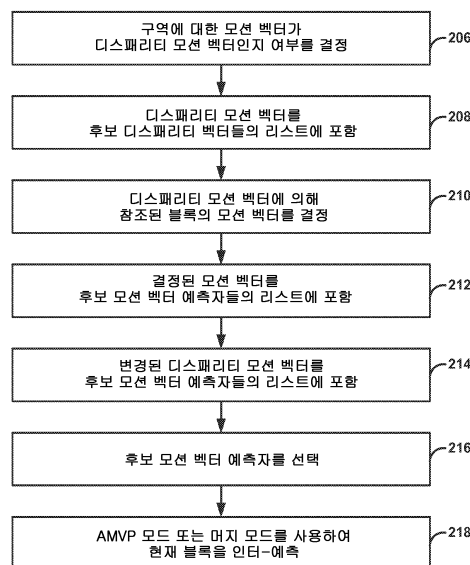 구역에 대한 모션 벡터가
디스패리티 모션 벡터인지 여부를 결정
206
디스패리티 모션 벡터를
후보 디스패리티 벡터들의 리스트에 포함
208
디스패리티 모션 벡터에 의해
참조된 블록의 모션 벡터를 결정
210
결정된 모션 벡터를
후보 모션 벡터 예측자들의 리스트에 포함
212
변경된 디스패리티 모션 벡터를
후보 모션 벡터 예측자들의 리스트에 포함
214
후보 모션 벡터 예측자를 선택
216
AMVP 모드 또는 머지 모드를 사용하여
현재 블록을 인터-예측
218